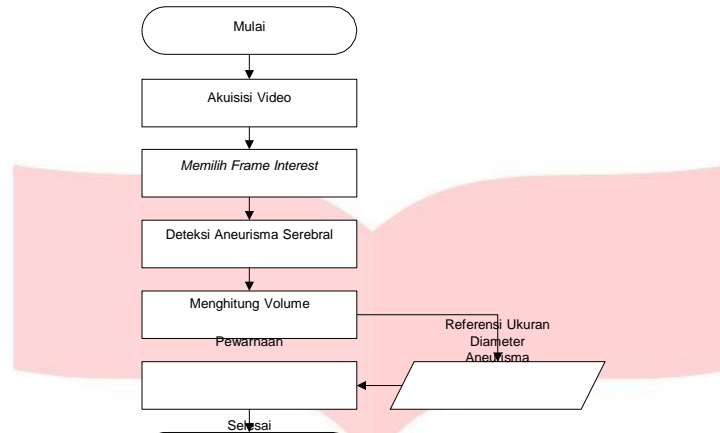 Mulai
Akuisisi Video
Memilih Frame Interest
Deteksi Aneurisma Serebral
Menghitung Volume
Referensi Ukuran
Diameter
Aneurisma
Pewarnaan
Selesai